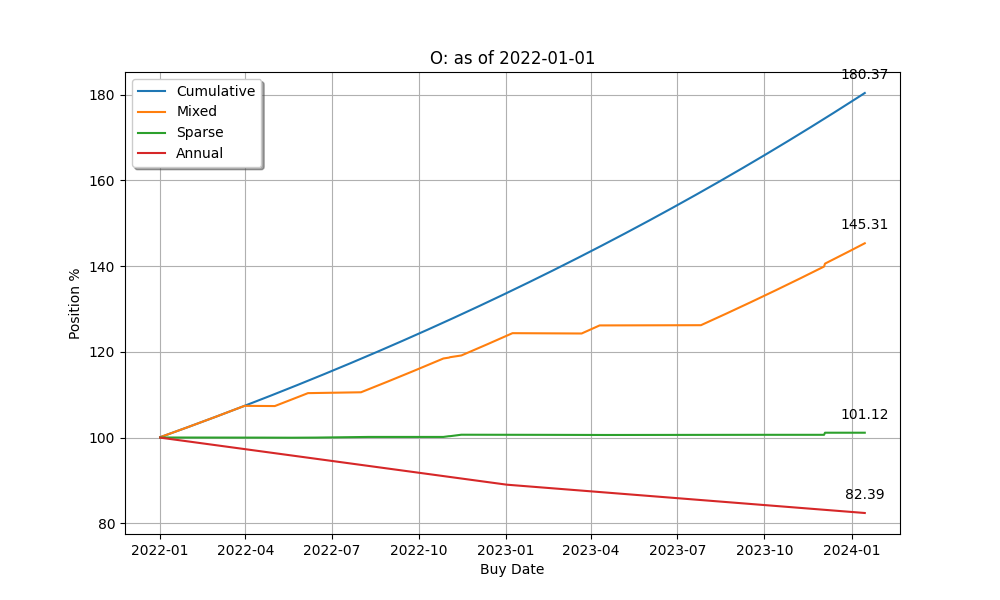 O: as of 2022-01-01
180.37
180
Cumulative
Mixed
Sparse
Annual
160
145.31
140
Position %
120
101.12
100
82.39
80
2022-01 2022-04 2022-07 2022-10 2023-01 2023-04 2023-07 2023-10 2024-01
Buy Date